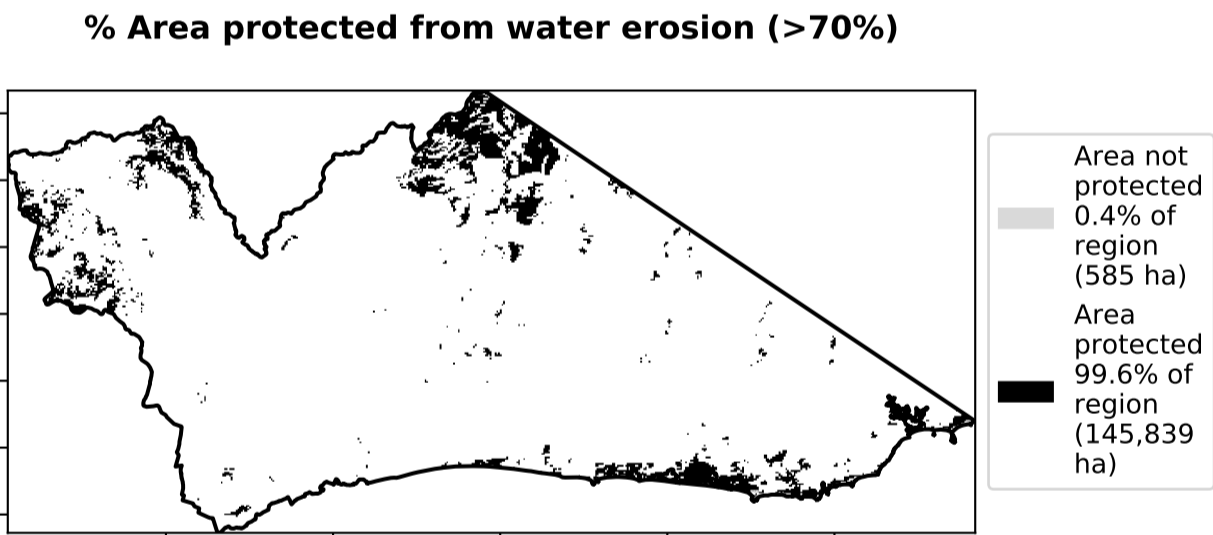 % Area protected from water erosion (>70%)
Area not
protected
0.4% of
region
(585 ha)
Area
protected
99.6% of
region
(145,839
ha)